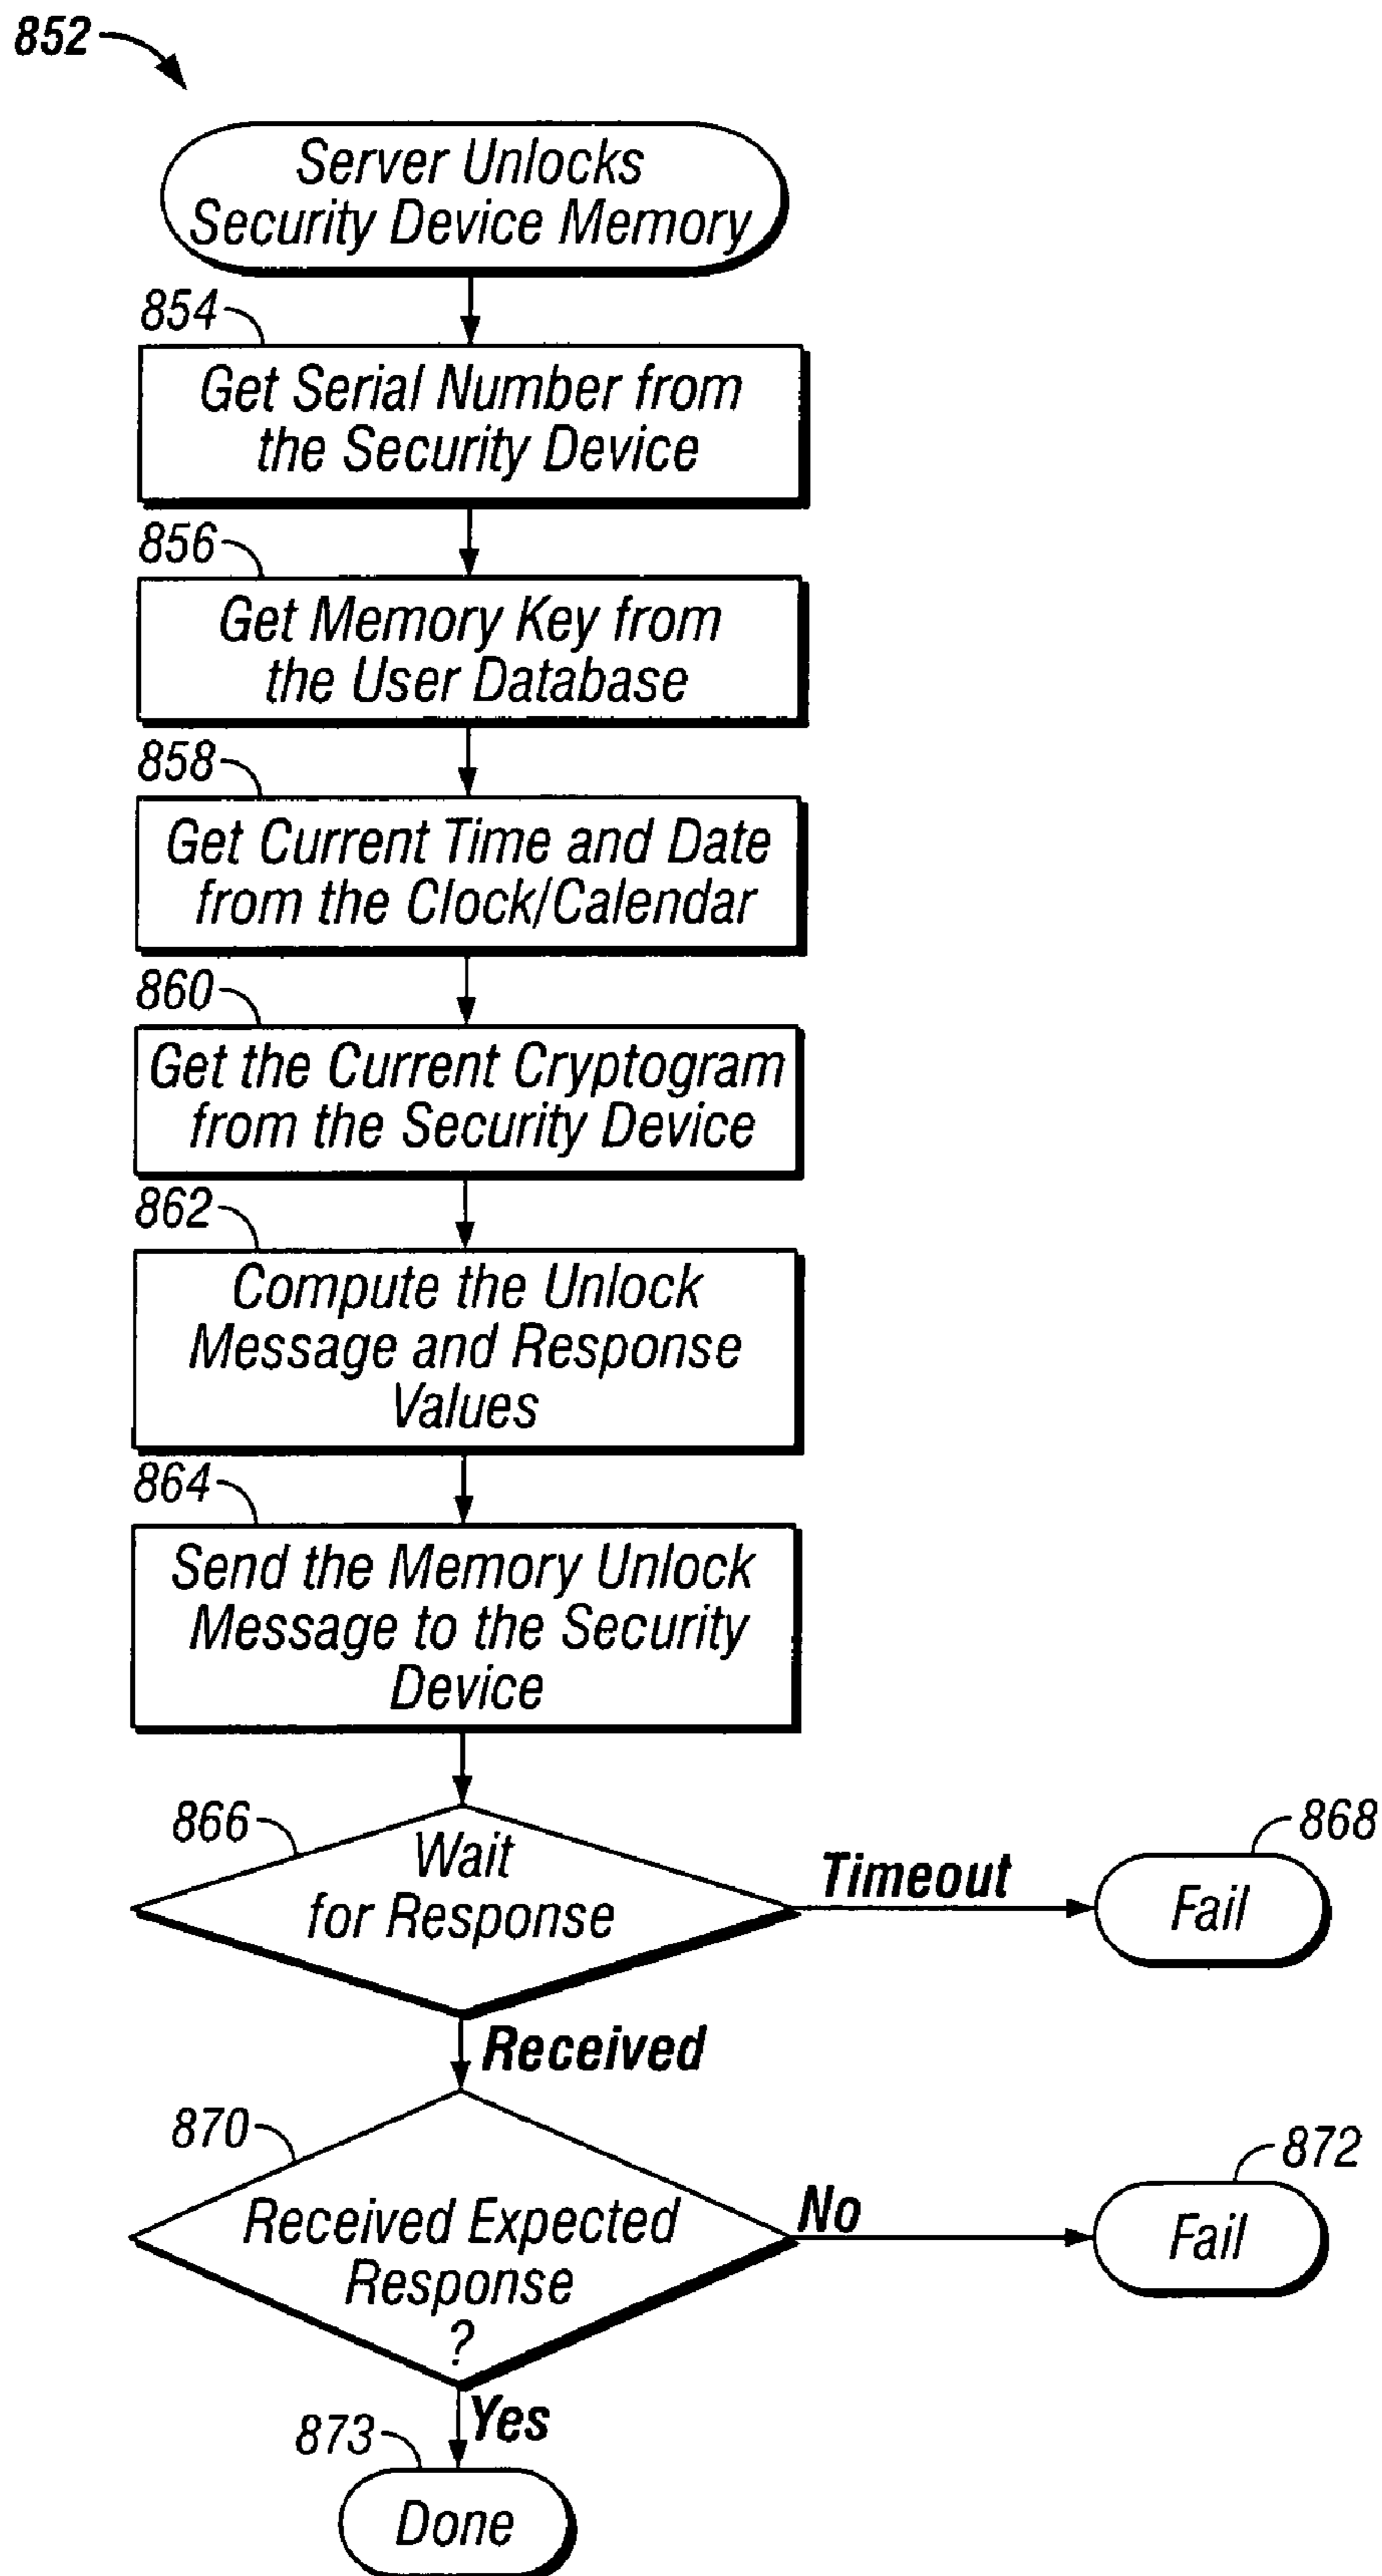 852
Server Unlocks
Security Device Memory
854
Get Serial Number from
the Security Device
856
Get Memory Key from
the User Database
858
Get Current Time and Date
from the Clock/Calendar
860
Get the Current Cryptogram
from the Security Device
862
Compute the Unlock
Message and Response
Values
864
Send the Memory Unlock
Message to the Security
Device
866
Wait
for Response
Timeout
868
Fail
Received
870
Received Expected
Response
?
No
872
Fail
Yes
873
Done